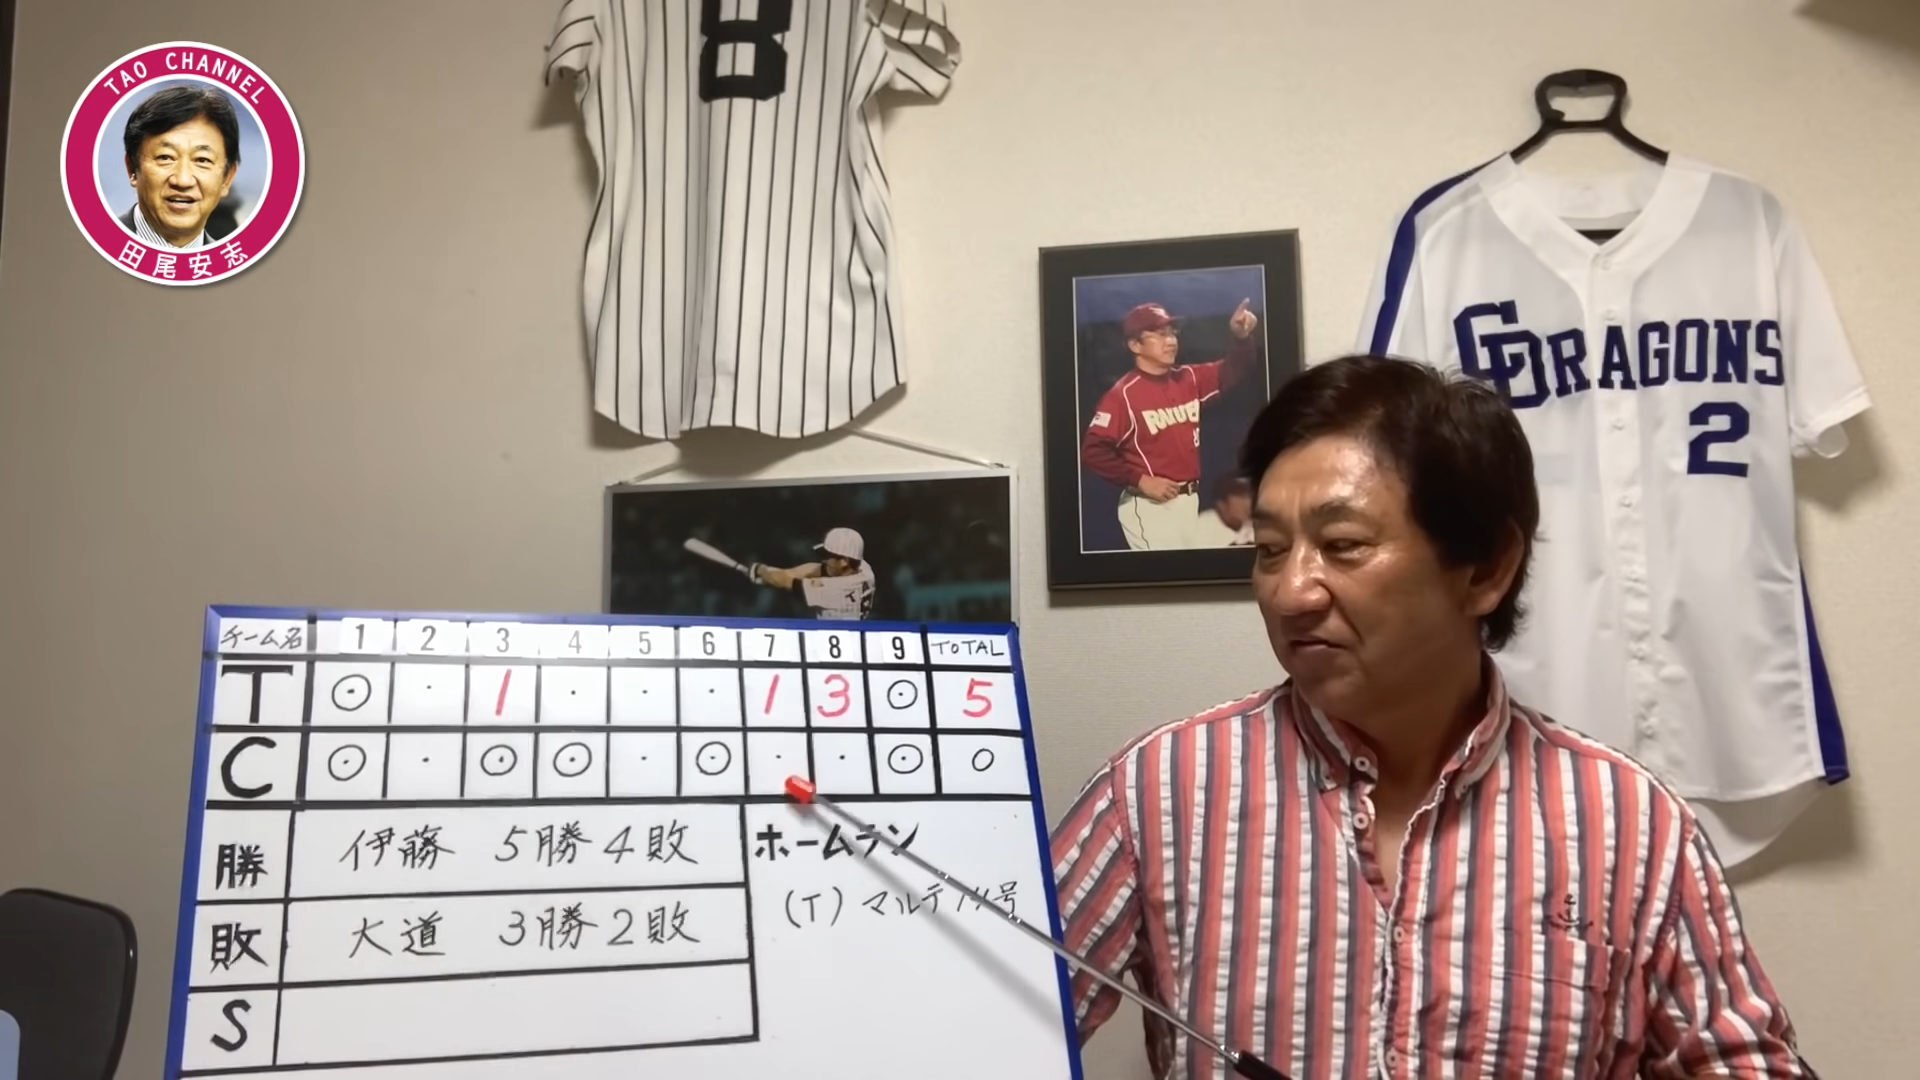 TAO CHANNEL
田尾安志
8
DRAGONS
2
チーム名 1 2 3 4 5 6 7 8 9 TOTAL
T 0 · 1 · · · 1 3 0 5
C 0 · 0 0 · 0 · · 0 0
勝 伊藤 5勝4敗
敗 大道 3勝2敗
S
ホームラン
(T) マルテ
号